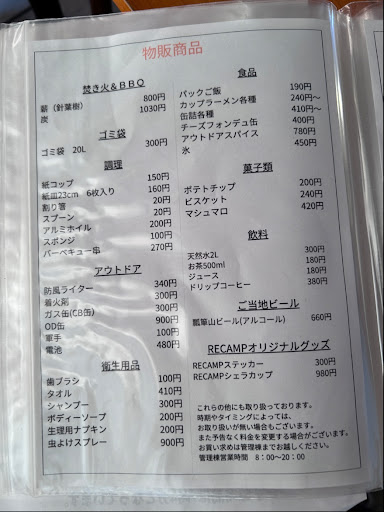 物販商品
焚き火＆ＢＢＱ
薪（針葉樹） 800円
炭 1030円
ゴミ袋
ゴミ袋 20L 300円
調理
紙コップ 150円
紙皿23cm 6枚入り 160円
割り箸 20円
スプーン 20円
アルミホイル 200円
スポンジ 100円
バーベキュー串 270円
アウトドア
防風ライター 340円
着火剤 300円
ガス缶(CB缶) 300円
OD缶 900円
軍手 100円
電池 480円
衛生用品
歯ブラシ 100円
タオル 410円
シャンプー 300円
ボディーソープ 200円
生理用ナプキン 200円
虫よけスプレー 900円
食品
パックご飯 190円
カップラーメン各種 240円～
缶詰各種 410円～
チーズフォンデュ缶 400円
アウトドアスパイス 780円
氷 450円
菓子類
ポテトチップ 200円
ビスケット 240円
マシュマロ 420円
飲料
天然水2L 300円
お茶500ml 180円
ジュース 180円
ドリップコーヒー 380円
ご当地ビール
瓢箪山ビール(アルコール) 660円
RECAMPオリジナルグッズ
RECAMPステッカー 300円
RECAMPシェラカップ 980円
これらの他にも取り扱っております。
時期やタイミングによっては、
お取り扱いが無い場合もございます。
また予告なく料金を変更する場合がございます。
お買い求めは管理棟までお越しください。
管理棟営業時間 8：00～20：00